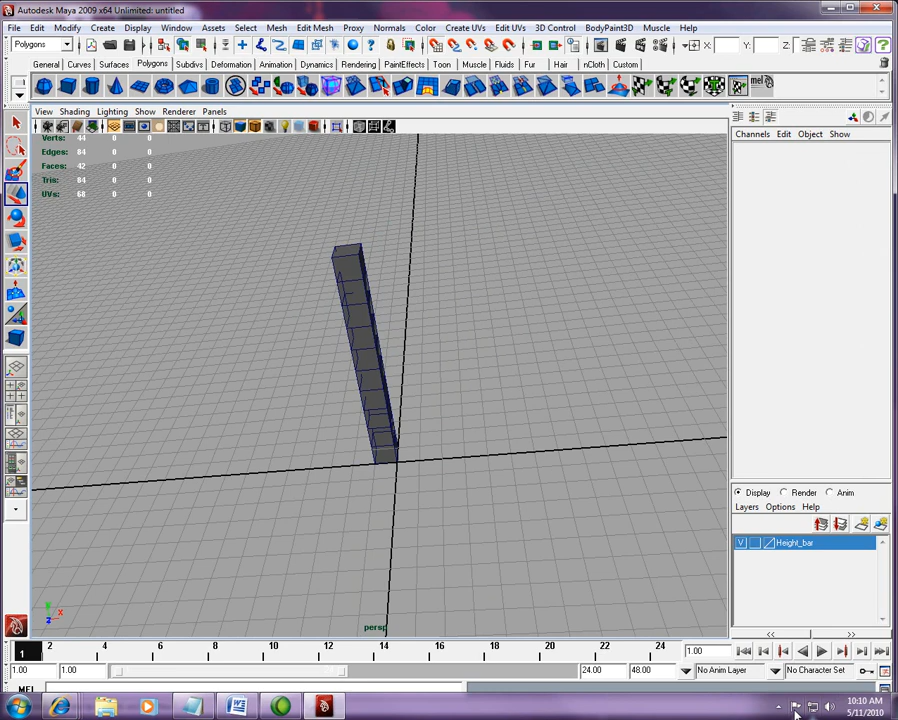 Autodesk Maya 2009 x64 Unlimited: untitled
File Edit Modify Create Display Window Assets Select Mesh Edit Mesh Proxy Normals Color Create UVs Edit UVs 3D Control BodyPaint3D Muscle Help
Polygons X: Y: Z:
General Curves Surfaces Polygons Subdivs Deformation Animation Dynamics Rendering PaintEffects Toon Muscle Fluids Fur Hair nCloth Custom
mel
View Shading Lighting Show Renderer Panels
Channels Edit Object Show
Verts: 44 0 0
Edges: 84 0 0
Faces: 42 0 0
Tris: 84 0 0
UVs: 68 0 0
Display Render Anim
Layers Options Help
V Height_bar
y x z
persp
1 2 4 6 8 10 12 14 16 18 20 22 24 1.00
1.00 1.00 24.00 48.00 No Anim Layer No Character Set
MEL
10:10 AM
5/11/2010